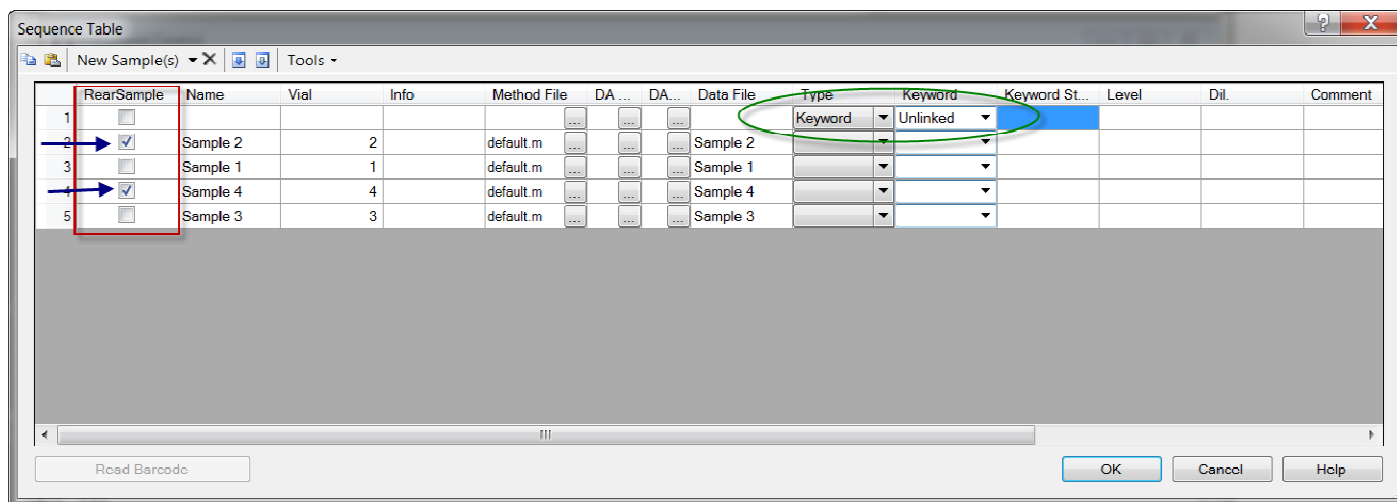 Sequence Table
New Sample(s) Tools
RearSample Name Vial Info Method File DA ... DA... Data File Type Keyword Keyword St... Level Dil. Comment
1 ... ... ... Keyword Unlinked
2 Sample 2 2 default.m ... ... ... Sample 2
3 Sample 1 1 default.m ... ... ... Sample 1
4 Sample 4 4 default.m ... ... ... Sample 4
5 Sample 3 3 default.m ... ... ... Sample 3
Read Barcode OK Cancel Help